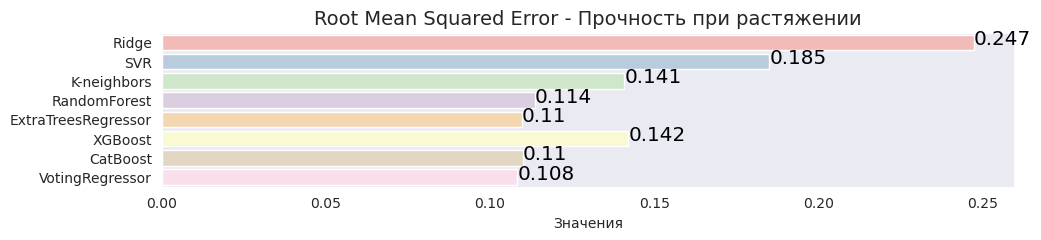 Root Mean Squared Error - Прочность при растяжении
Ridge 0.247
SVR 0.185
K-neighbors 0.141
RandomForest 0.114
ExtraTreesRegressor 0.11
XGBoost 0.142
CatBoost 0.11
VotingRegressor 0.108
0.00 0.05 0.10 0.15 0.20 0.25
Значения